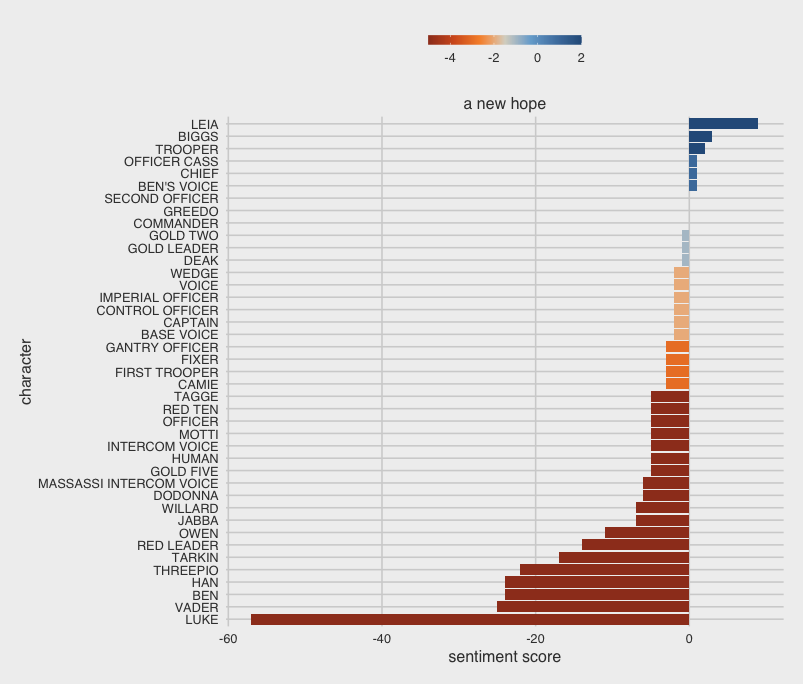 -4 -2 0 2
a new hope
LEIA
BIGGS
TROOPER
OFFICER CASS
CHIEF
BEN'S VOICE
SECOND OFFICER
GREEDO
COMMANDER
GOLD TWO
GOLD LEADER
DEAK
WEDGE
VOICE
IMPERIAL OFFICER
CONTROL OFFICER
CAPTAIN
BASE VOICE
GANTRY OFFICER
FIXER
FIRST TROOPER
CAMIE
TAGGE
RED TEN
OFFICER
MOTTI
INTERCOM VOICE
HUMAN
GOLD FIVE
MASSASSI INTERCOM VOICE
DODONNA
WILLARD
JABBA
OWEN
RED LEADER
TARKIN
THREEPIO
HAN
BEN
VADER
LUKE
character
-60 -40 -20 0
sentiment score